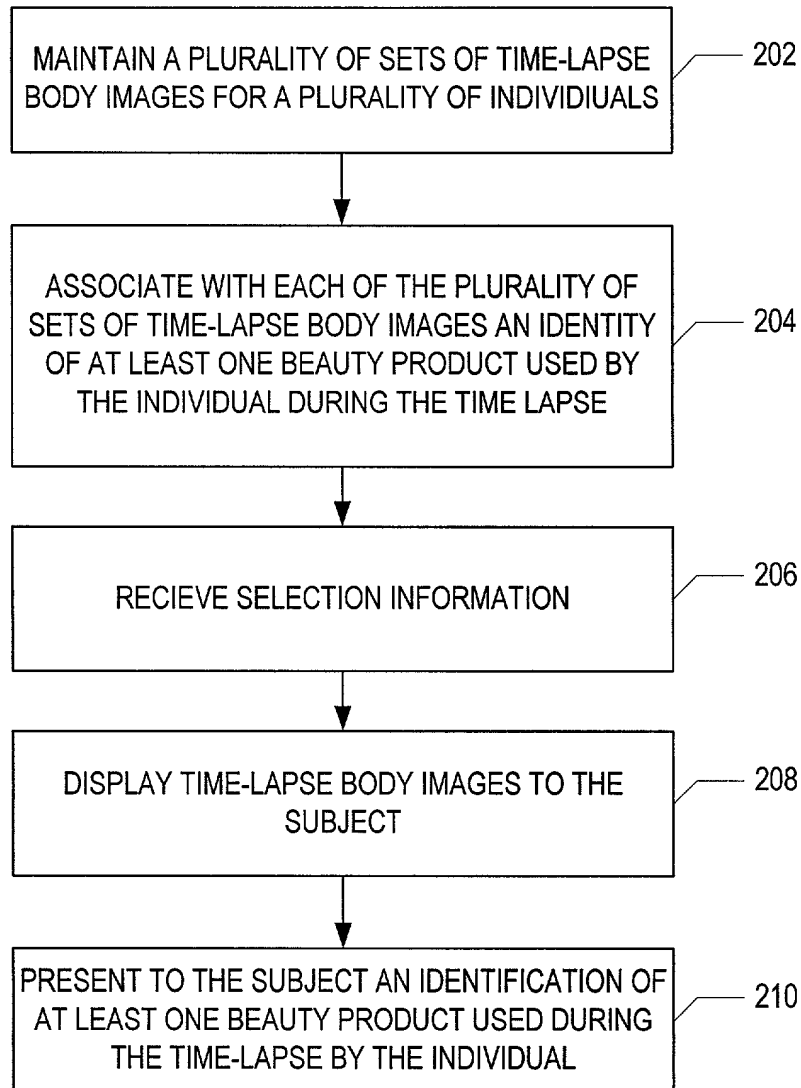 MAINTAIN A PLURALITY OF SETS OF TIME-LAPSE
BODY IMAGES FOR A PLURALITY OF INDIVIDIUALS
202
ASSOCIATE WITH EACH OF THE PLURALITY OF
SETS OF TIME-LAPSE BODY IMAGES AN IDENTITY
OF AT LEAST ONE BEAUTY PRODUCT USED BY
THE INDIVIDUAL DURING THE TIME LAPSE
204
RECIEVE SELECTION INFORMATION
206
DISPLAY TIME-LAPSE BODY IMAGES TO THE
SUBJECT
208
PRESENT TO THE SUBJECT AN IDENTIFICATION OF
AT LEAST ONE BEAUTY PRODUCT USED DURING
THE TIME-LAPSE BY THE INDIVIDUAL
210